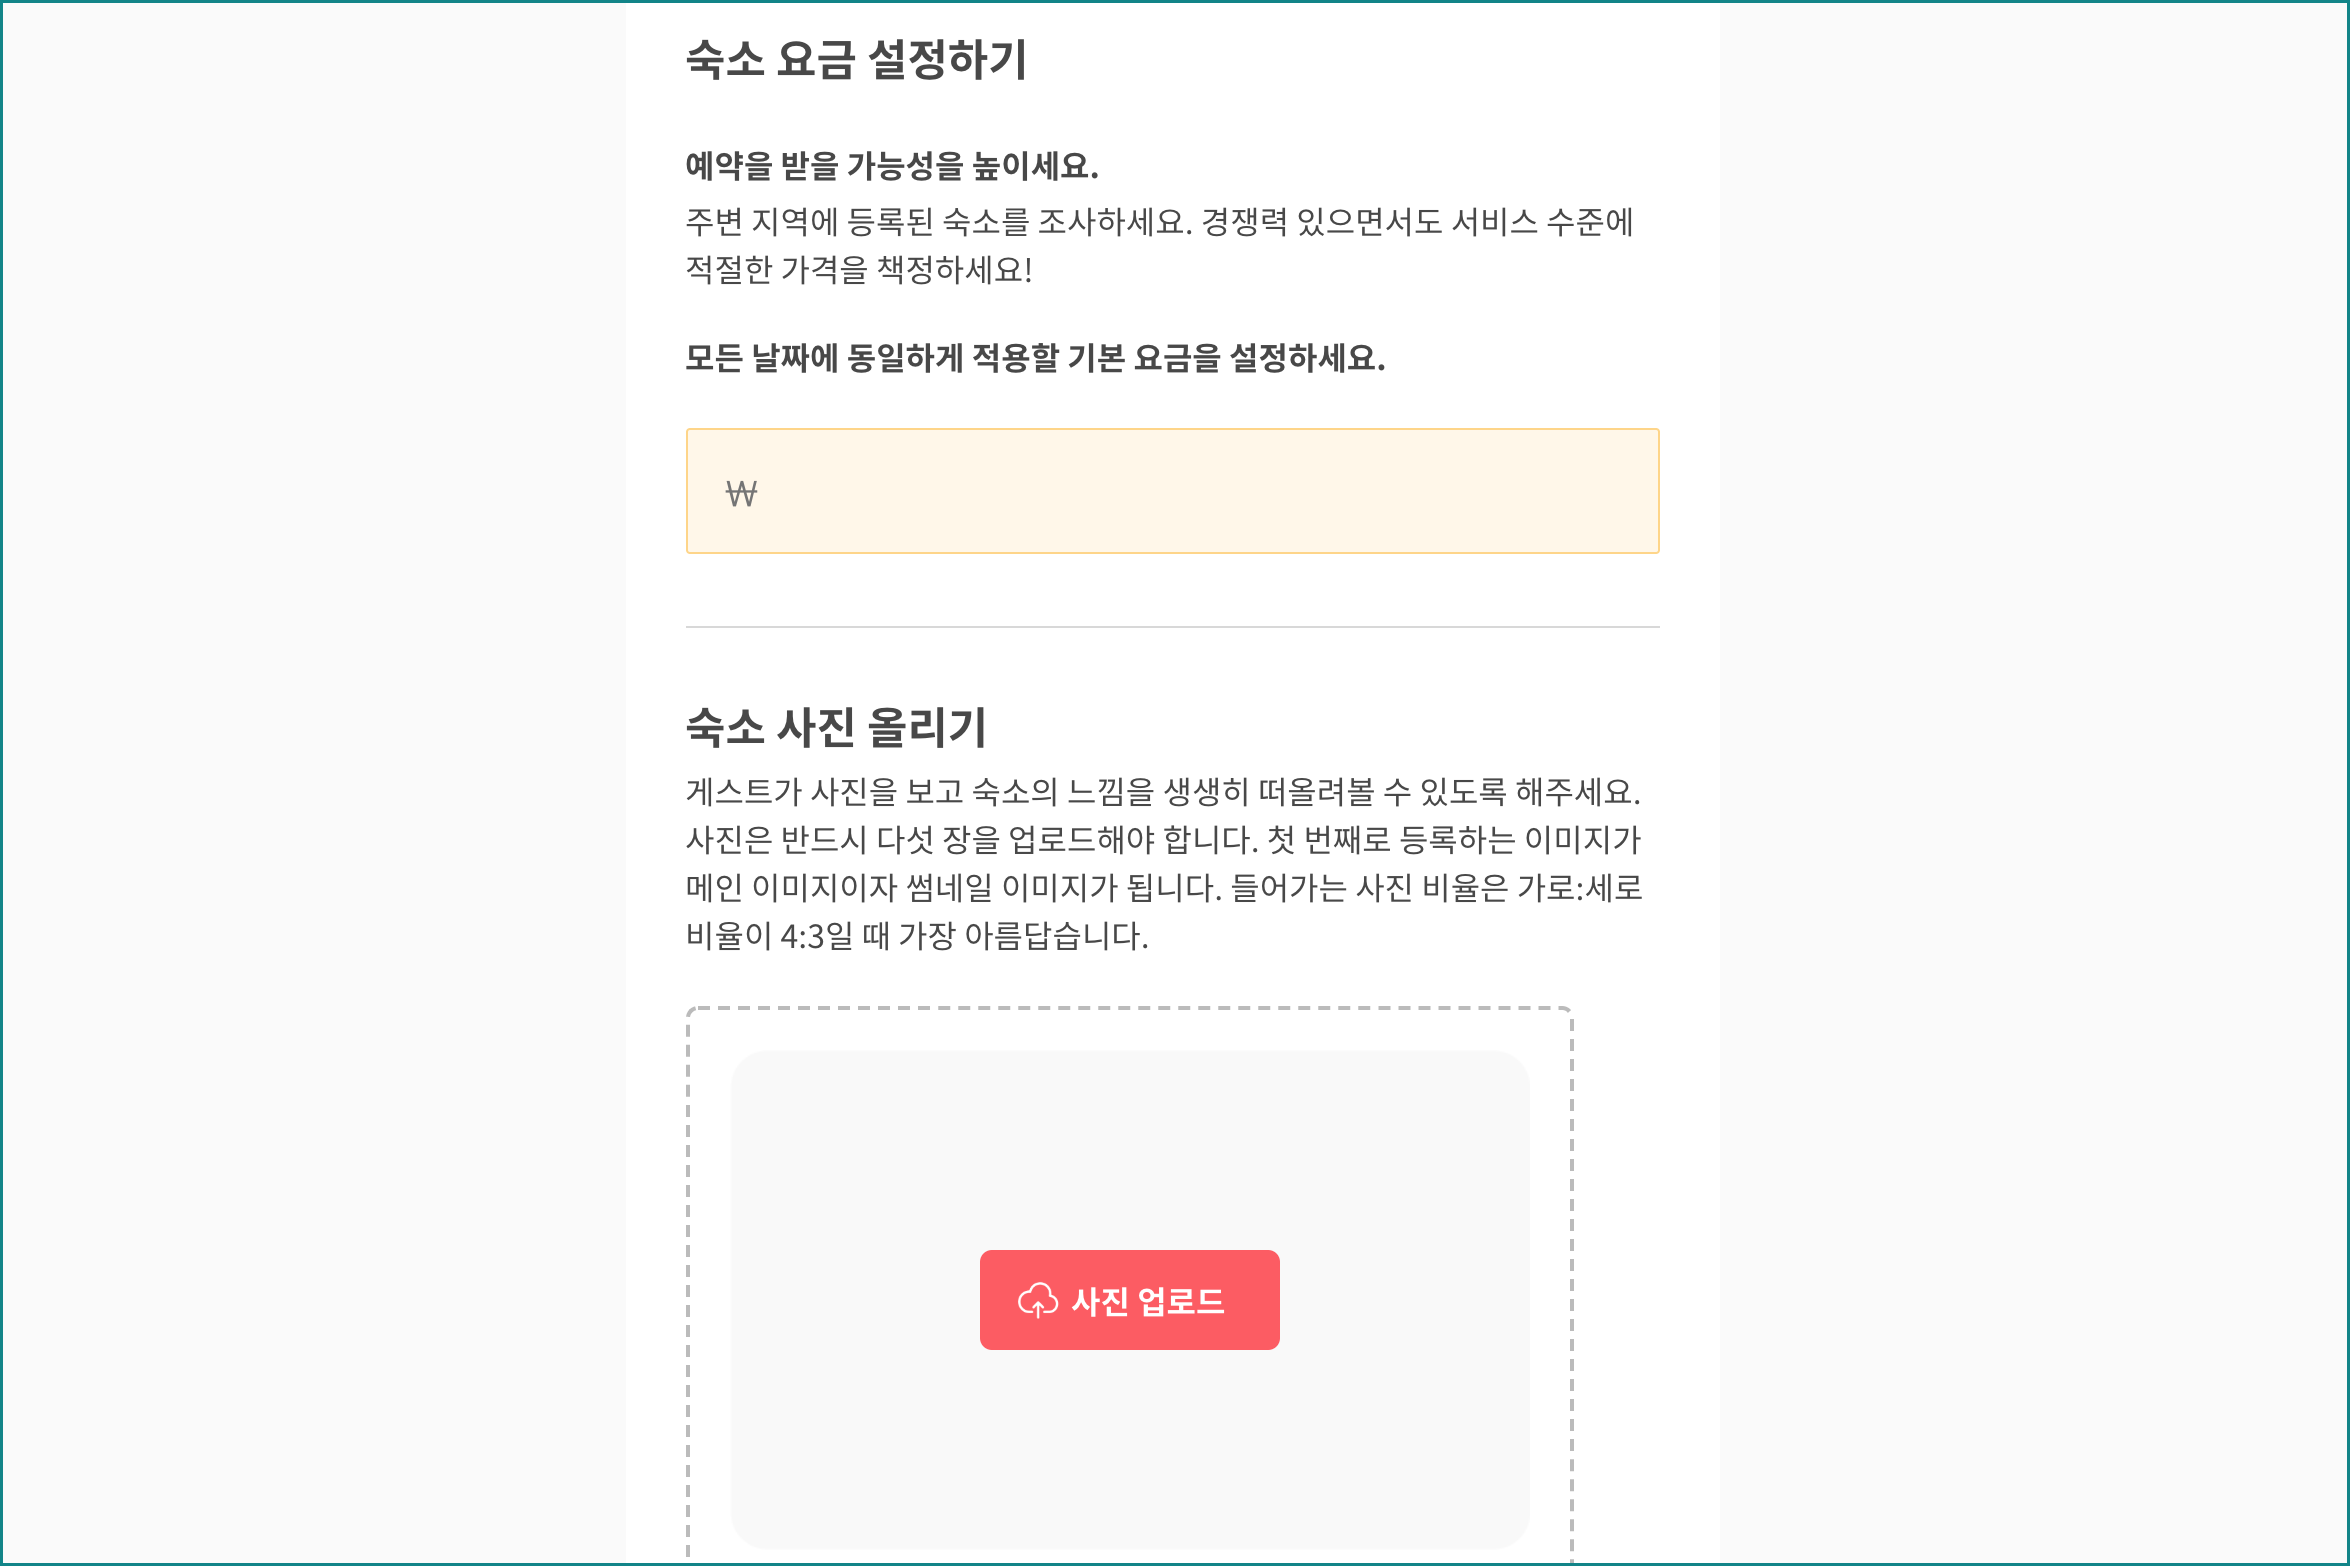 숙소 요금 설정하기
예약을 받을 가능성을 높이세요.
주변 지역에 등록된 숙소를 조사하세요. 경쟁력 있으면서도 서비스 수준에
적절한 가격을 책정하세요!
모든 날짜에 동일하게 적용할 기본 요금을 설정하세요.
₩
숙소 사진 올리기
게스트가 사진을 보고 숙소의 느낌을 생생히 떠올려볼 수 있도록 해주세요.
사진은 반드시 다섯 장을 업로드해야 합니다. 첫 번째로 등록하는 이미지가
메인 이미지이자 썸네일 이미지가 됩니다. 들어가는 사진 비율은 가로:세로
비율이 4:3일 때 가장 아름답습니다.
사진 업로드